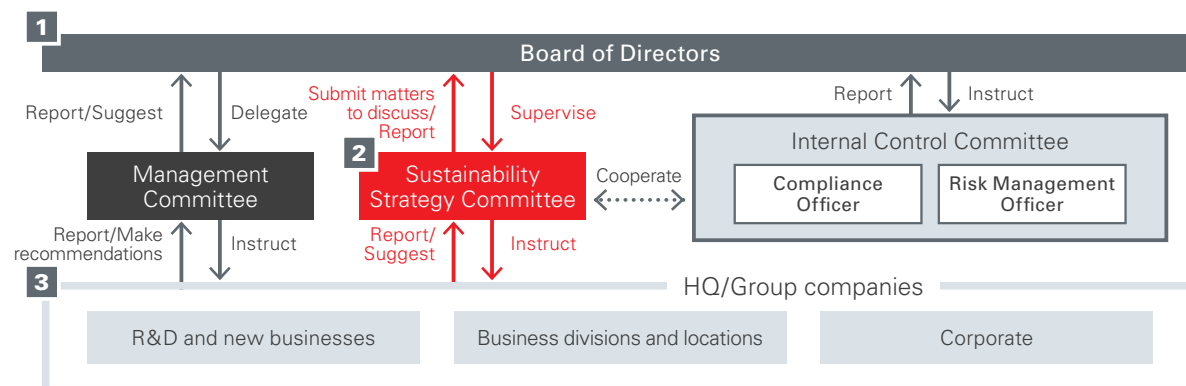 1
Board of Directors
Report/Suggest
Delegate
Submit matters
to discuss/
Report
Supervise
Report
Instruct
2
Management
Committee
Sustainability
Strategy Committee
Cooperate
Internal Control Committee
Compliance
Officer
Risk Management
Officer
Report/Make
recommendations
Instruct
Report/
Suggest
Instruct
3
HQ/Group companies
R&D and new businesses
Business divisions and locations
Corporate